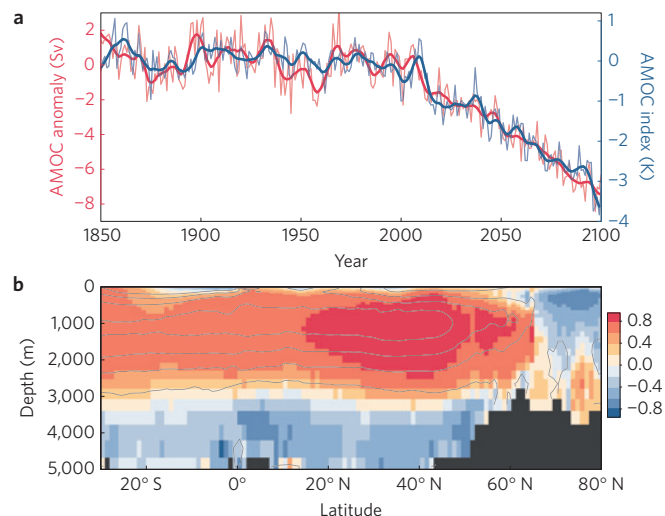 a
AMOC anomaly (Sv)
2
0
−2
−4
−6
−8
1
0
−1
−2
−3
−4
AMOC index (K)
1850 1900 1950 2000 2050 2100
Year
b
Depth (m)
0
1,000
2,000
3,000
4,000
5,000
0.8
0.4
0.0
−0.4
−0.8
20° S 0° 20° N 40° N 60° N 80° N
Latitude